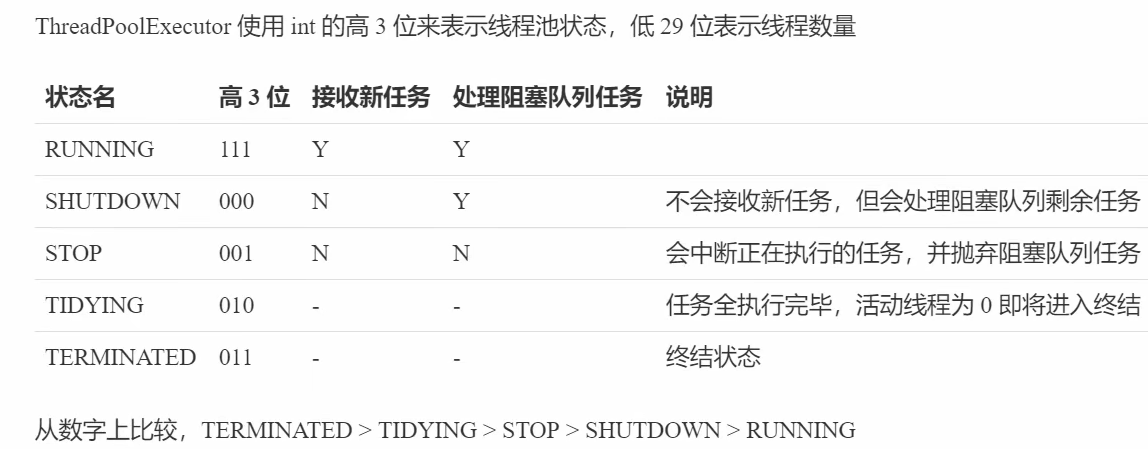 ThreadPoolExecutor 使用 int 的高 3 位来表示线程池状态，低 29 位表示线程数量
状态名 高 3 位 接收新任务 处理阻塞队列任务 说明
RUNNING 111 Y Y
SHUTDOWN 000 N Y 不会接收新任务，但会处理阻塞队列剩余任务
STOP 001 N N 会中断正在执行的任务，并抛弃阻塞队列任务
TIDYING 010 - - 任务全执行完毕，活动线程为 0 即将进入终结
TERMINATED 011 - - 终结状态
从数字上比较，TERMINATED > TIDYING > STOP > SHUTDOWN > RUNNING